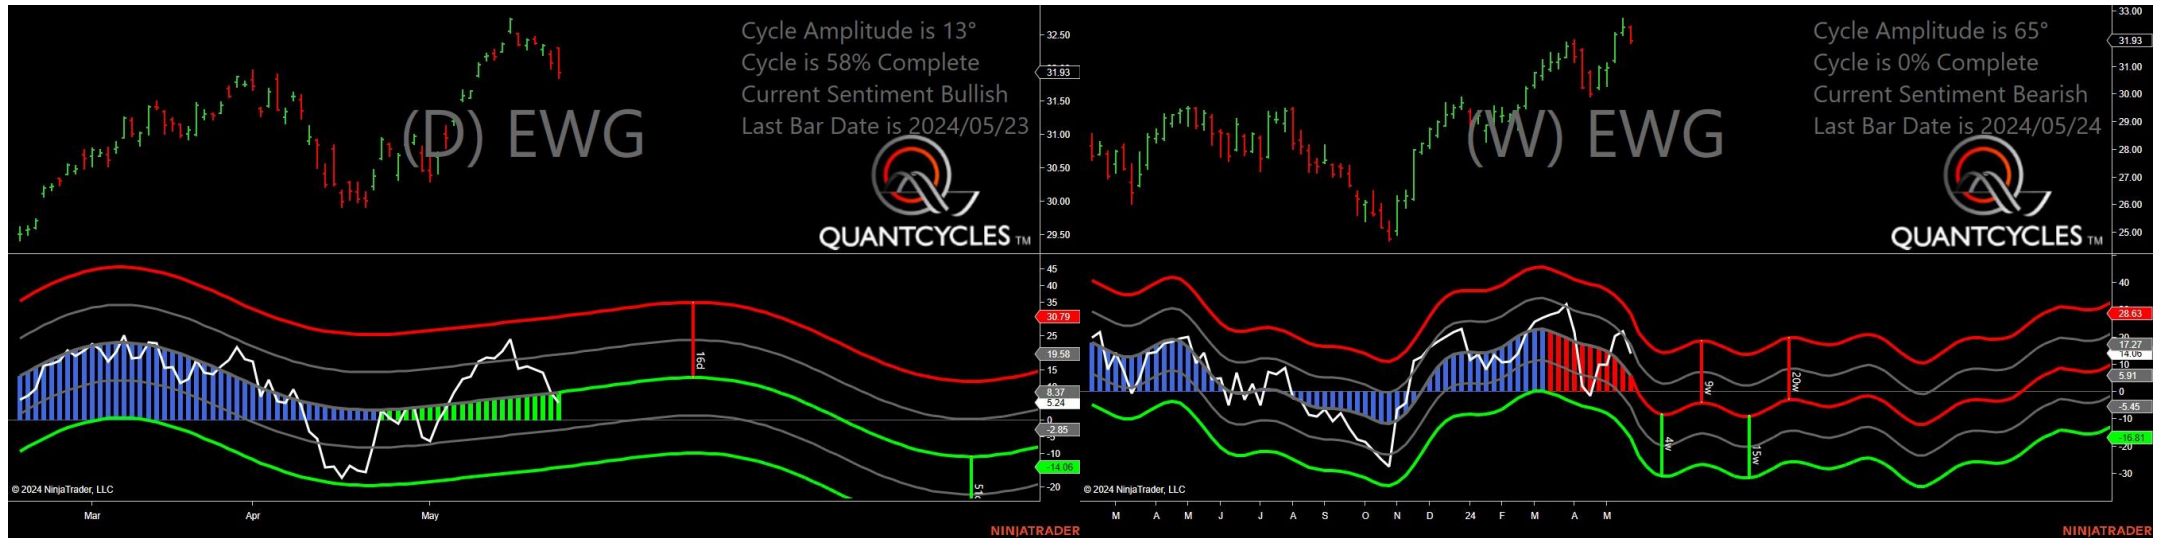 Cycle Amplitude is 13°
Cycle is 58% Complete
Current Sentiment Bullish
Last Bar Date is 2024/05/23
(D) EWG
QUANTCYCLES TM
32.50
31.93
31.50
31.00
30.50
30.00
29.50
45
40
35
30.79
25
19.58
15
8.37
5.24
0
-2.85
-5
-10
-14.06
-20
16d
© 2024 NinjaTrader, LLC
Mar Apr May
NINJATRADER
Cycle Amplitude is 65°
Cycle is 0% Complete
Current Sentiment Bearish
Last Bar Date is 2024/05/24
(W) EWG
QUANTCYCLES TM
33.00
31.93
31.00
30.00
29.00
28.00
27.00
26.00
25.00
40
28.63
20
17.27
14.06
10
5.91
0
-5.45
-10
-16.81
-20
-30
4w
9w
15w
20w
© 2024 NinjaTrader, LLC
M A M J J A S O N D 24 F M A M
NINJATRADER